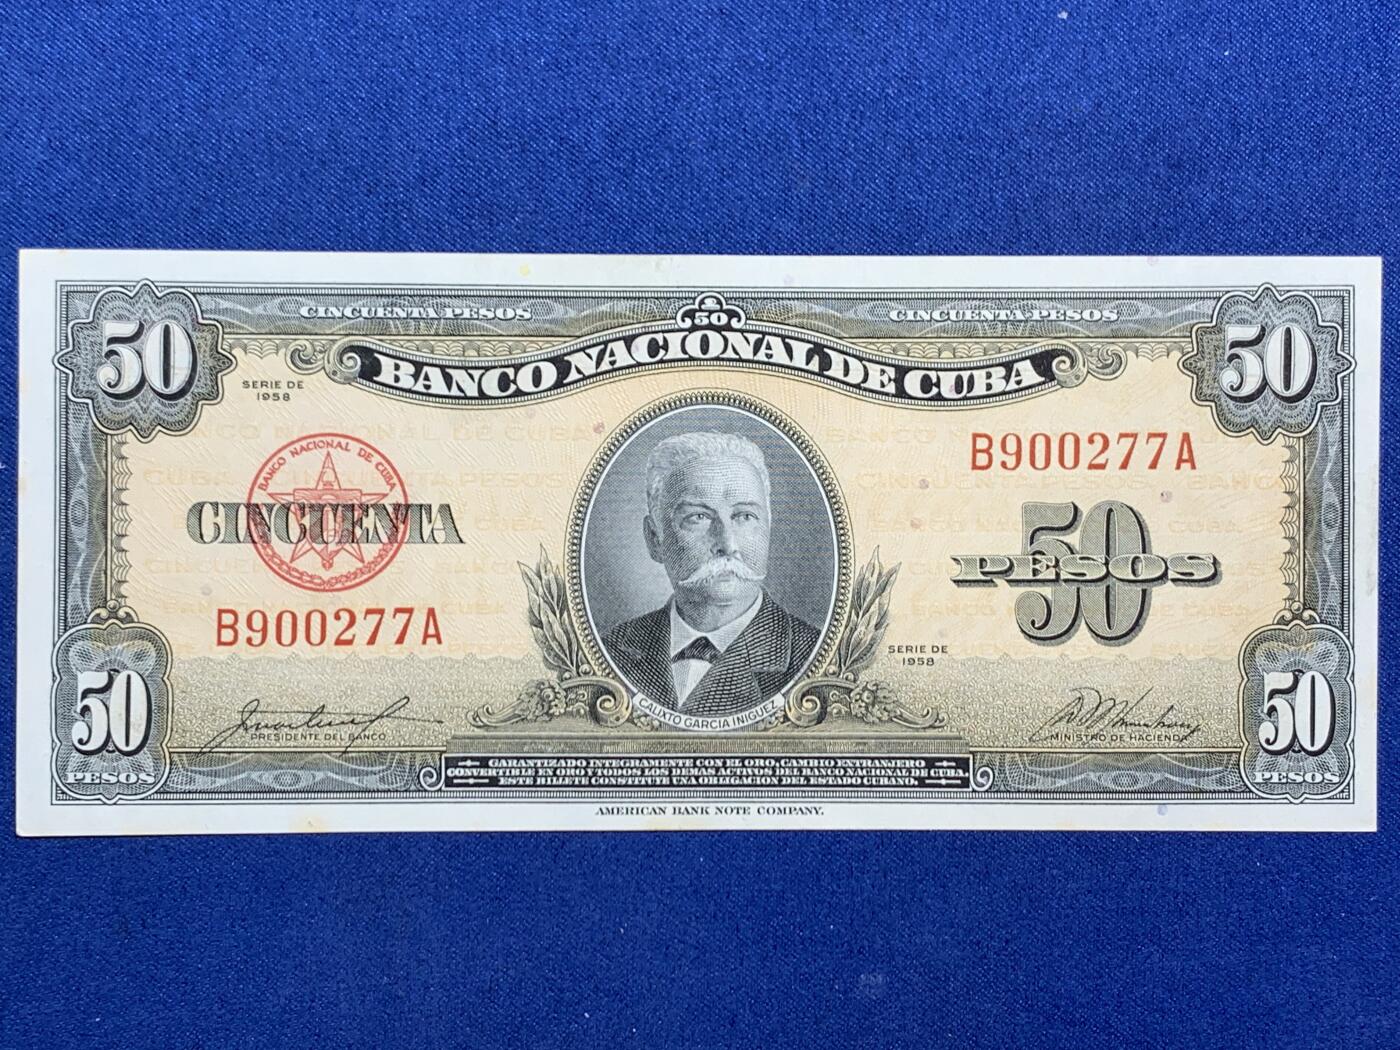 CINCUENTA PESOS
50
CINCUENTA PESOS
50
50
BANCO NACIONAL DE CUBA
SERIE DE
1958
BANCO NACIONAL DE CUBA
CINCUENTA
B900277A
B900277A
50
PESOS
SERIE DE
1958
CALIXTO GARCIA INIGUEZ
50
PESOS
PRESIDENTE DEL BANCO
MINISTRO DE HACIENDA
50
PESOS
GARANTIZADO INTEGRAMENTE CON EL ORO, CAMBIO EXTRANJERO
CONVERTIBLE EN ORO Y TODOS LOS DEMAS ACTIVOS DEL BANCO NACIONAL DE CUBA.
ESTE BILLETE CONSTITUYE UNA OBLIGACION DEL ESTADO CUBANO.
AMERICAN BANK NOTE COMPANY.